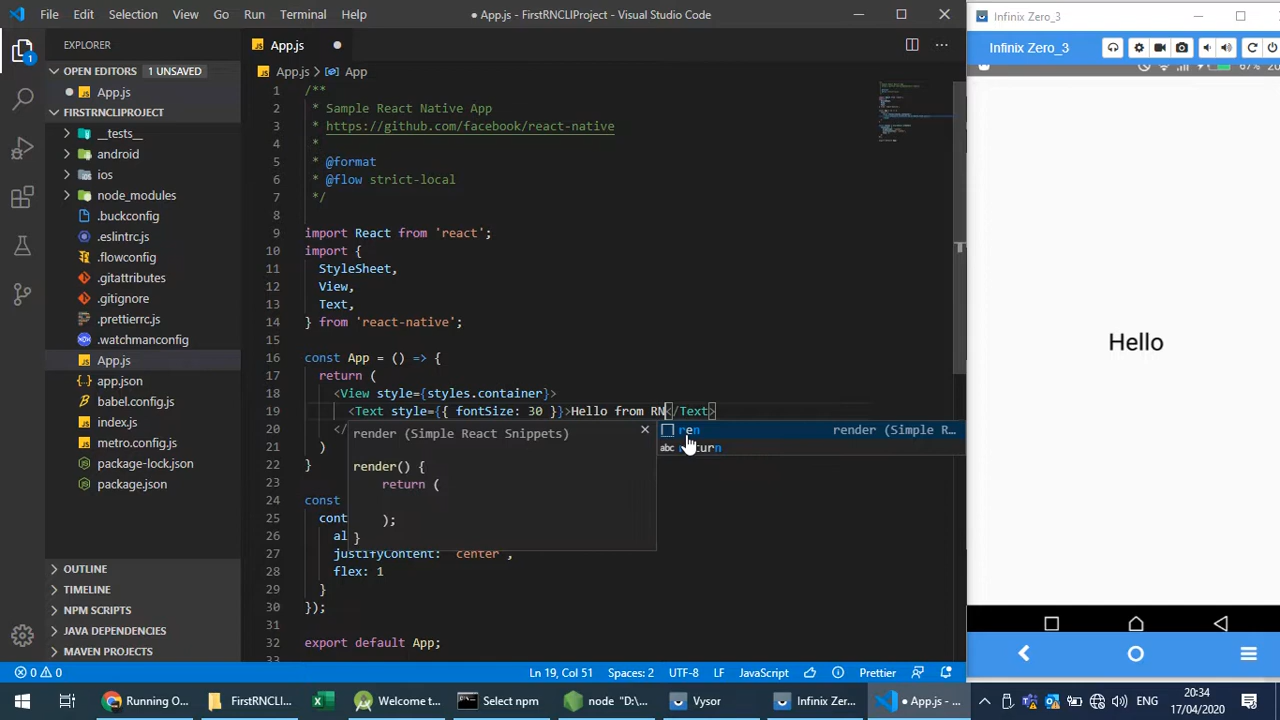 File Edit Selection View Go Run Terminal Help
● App.js - FirstRNCLIProject - Visual Studio Code
Infinix Zero_3
EXPLORER
App.js
Infinix Zero_3
67%
OPEN EDITORS 1 UNSAVED
App.js > App
App.js
FIRSTRNCLIPROJECT
__tests__
android
ios
node_modules
.buckconfig
.eslintrc.js
.flowconfig
.gitattributes
.gitignore
.prettierrc.js
.watchmanconfig
App.js
app.json
babel.config.js
index.js
metro.config.js
package-lock.json
package.json
OUTLINE
TIMELINE
NPM SCRIPTS
JAVA DEPENDENCIES
MAVEN PROJECTS
1 /**
2 * Sample React Native App
3 * https://github.com/facebook/react-native
4 *
5 * @format
6 * @flow strict-local
7 */
8
9 import React from 'react';
10 import {
11 StyleSheet,
12 View,
13 Text,
14 } from 'react-native';
15
16 const App = () => {
17 return (
18 <View style={styles.container}>
19 <Text style={{ fontSize: 30 }}>Hello from RN</Text>
20 </
21 )
22 }
23
24 const
25 cont
26 al
27 justifyContent: 'center',
28 flex: 1
29 }
30 });
31
32 export default App;
33
render (Simple React Snippets)
render() {
return (
);
}
ren render (Simple R...
Hello
0 0
Ln 19, Col 51 Spaces: 2 UTF-8 LF JavaScript Prettier
1
Running O...
FirstRNCLI...
Welcome t...
Select npm
node "D:\...
Vysor
Infinix Zer...
● App.js - ...
ENG
20:34
17/04/2020